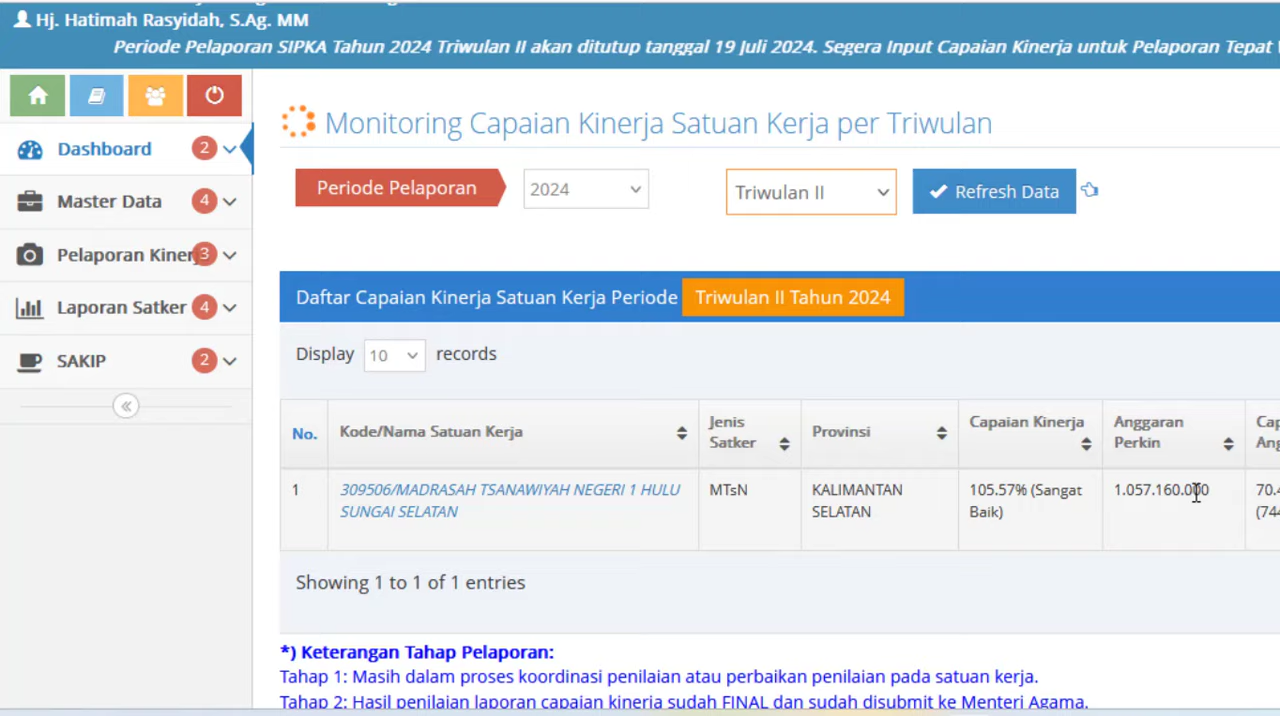 Hj. Hatimah Rasyidah, S.Ag. MM
Periode Pelaporan SIPKA Tahun 2024 Triwulan II akan ditutup tanggal 19 Juli 2024. Segera Input Capaian Kinerja untuk Pelaporan Tepat
Dashboard 2
Master Data 4
Pelaporan Kinerj 3
Laporan Satker 4
SAKIP 2
Monitoring Capaian Kinerja Satuan Kerja per Triwulan
Periode Pelaporan 2024 Triwulan II Refresh Data
Daftar Capaian Kinerja Satuan Kerja Periode Triwulan II Tahun 2024
Display 10 records
No. Kode/Nama Satuan Kerja Jenis Satker Provinsi Capaian Kinerja Anggaran Perkin
1 309506/MADRASAH TSANAWIYAH NEGERI 1 HULU SUNGAI SELATAN MTsN KALIMANTAN SELATAN 105.57% (Sangat Baik) 1.057.160.000
Showing 1 to 1 of 1 entries
*) Keterangan Tahap Pelaporan:
Tahap 1: Masih dalam proses koordinasi penilaian atau perbaikan penilaian pada satuan kerja.
Tahap 2: Hasil penilaian laporan capaian kinerja sudah FINAL dan sudah disubmit ke Menteri Agama.